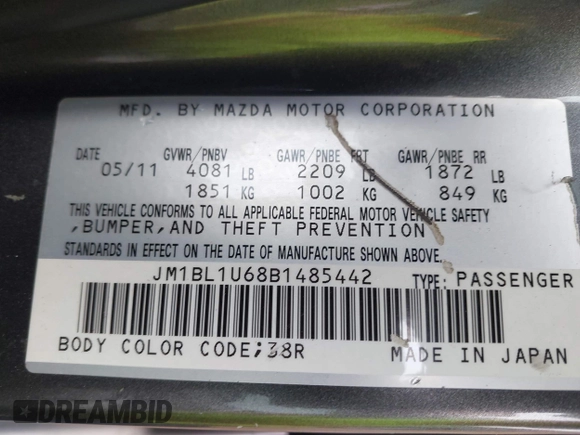 MFD. BY MAZDA MOTOR CORPORATION
DATE GVWR/PNBV GAWR/PNBE FRT GAWR/PNBE RR
05/11 4081 LB 2209 LB 1872 LB
1851 KG 1002 KG 849 KG
THIS VEHICLE CONFORMS TO ALL APPLICABLE FEDERAL MOTOR VEHICLE SAFETY
,BUMPER,AND THEFT PREVENTION
STANDARDS IN EFFECT ON THE DATE OF MANUFACTURE SHOWN ABOVE.
JM1BL1U68B1485442 TYPE: PASSENGER
BODY COLOR CODE;38R MADE IN JAPAN
DREAMBID